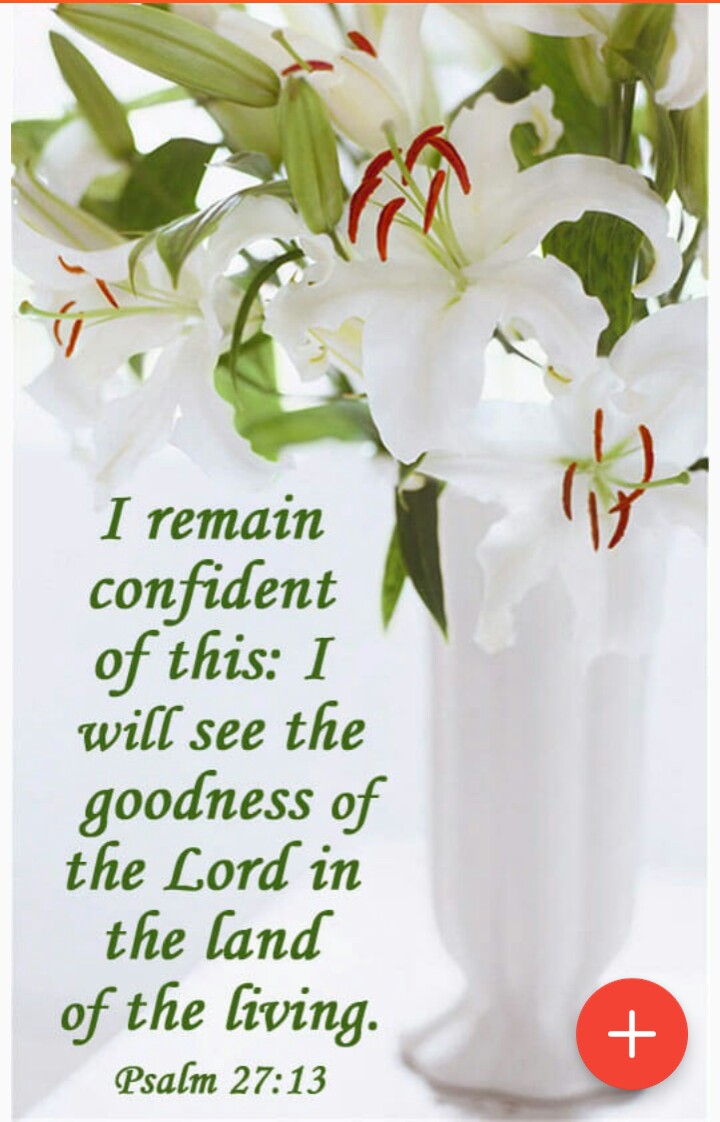 I remain
confident
of this: I
will see the
goodness of
the Lord in
the land
of the living.
Psalm 27:13